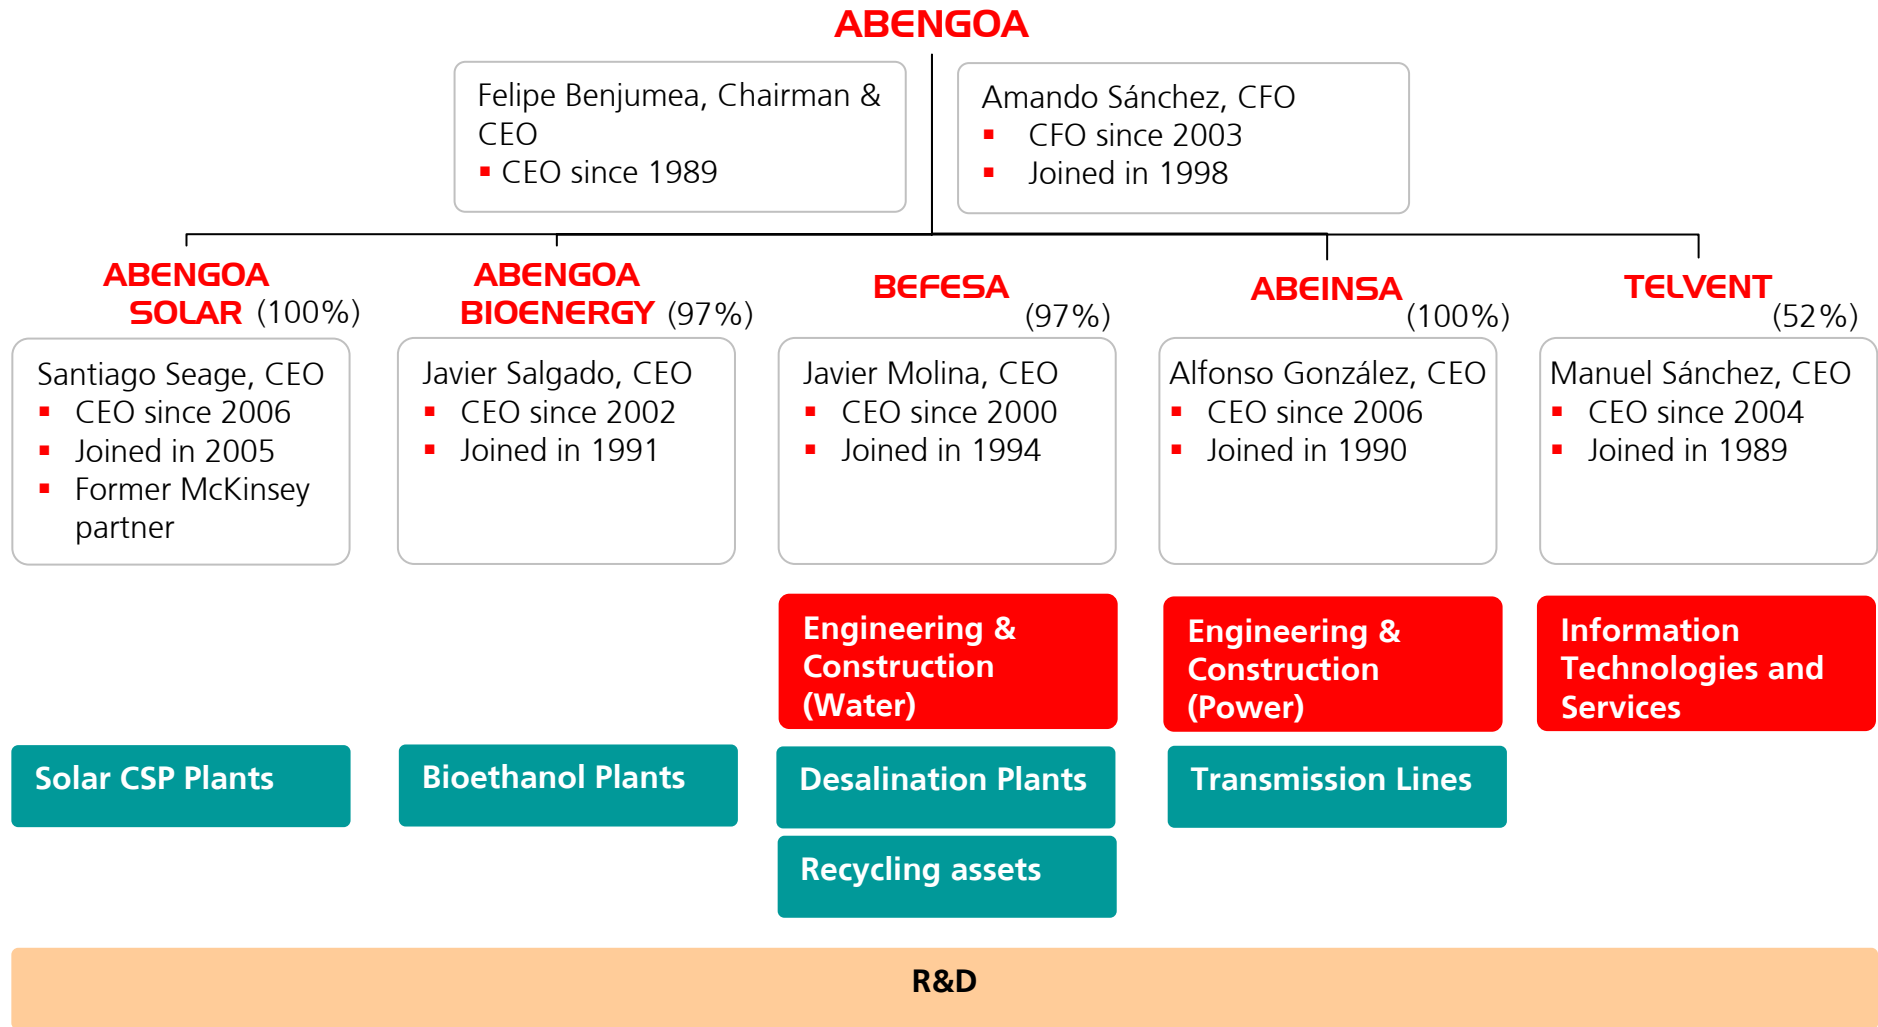 ABENGOA
Felipe Benjumea, Chairman &
CEO
▪ CEO since 1989
Amando Sánchez, CFO
▪ CFO since 2003
▪ Joined in 1998
ABENGOA
SOLAR (100%)
ABENGOA
BIOENERGY (97%)
BEFESA
(97%)
ABEINSA
(100%)
TELVENT
(52%)
Santiago Seage, CEO
▪ CEO since 2006
▪ Joined in 2005
▪ Former McKinsey
partner
Javier Salgado, CEO
▪ CEO since 2002
▪ Joined in 1991
Javier Molina, CEO
▪ CEO since 2000
▪ Joined in 1994
Alfonso González, CEO
▪ CEO since 2006
▪ Joined in 1990
Manuel Sánchez, CEO
▪ CEO since 2004
▪ Joined in 1989
Engineering &
Construction
(Water)
Engineering &
Construction
(Power)
Information
Technologies and
Services
Solar CSP Plants
Bioethanol Plants
Desalination Plants
Transmission Lines
Recycling assets
R&D